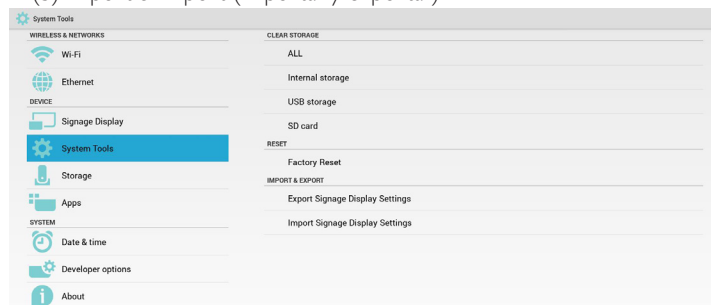 System Tools
WIRELESS & NETWORKS
Wi-Fi
Ethernet
DEVICE
Signage Display
System Tools
Storage
Apps
SYSTEM
Date & time
Developer options
About
CLEAR STORAGE
ALL
Internal storage
USB storage
SD card
RESET
Factory Reset
IMPORT & EXPORT
Export Signage Display Settings
Import Signage Display Settings